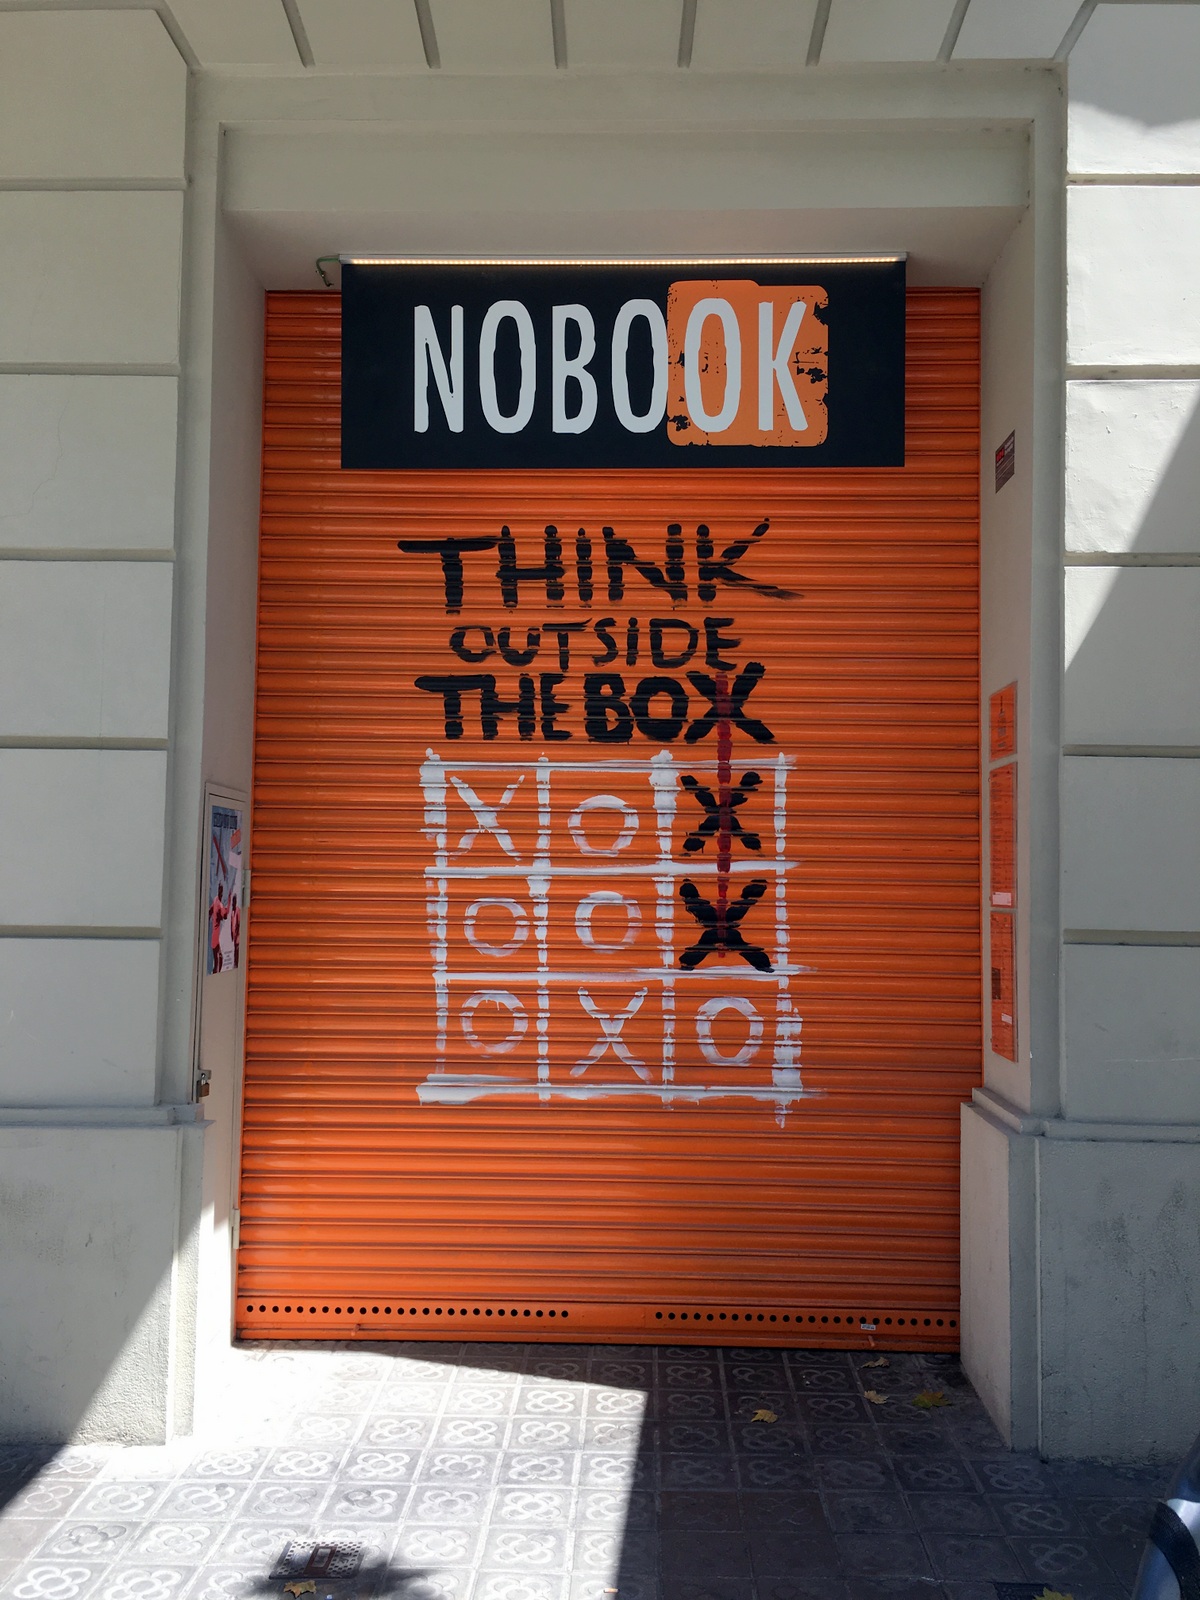 NOBOOK
THINK
OUTSiDE
THE BOX
X O X
O O X
O X O